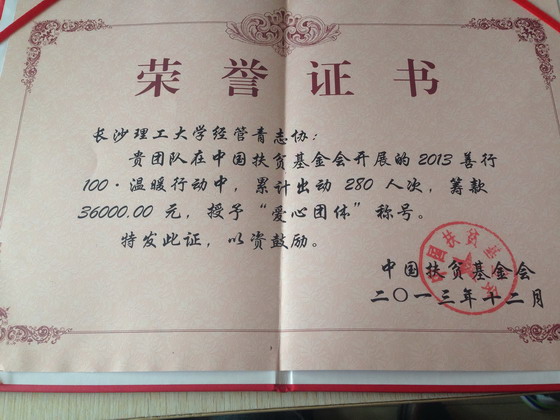 荣誉证书
长沙理工大学经管青志协：
贵团队在中国扶贫基金会开展的2013善行
100·温暖行动中，累计出动280人次，筹款
36000.00元，授予“爱心团体”称号。
特发此证，以资鼓励。
中国扶贫基金会
二〇一三年十二月